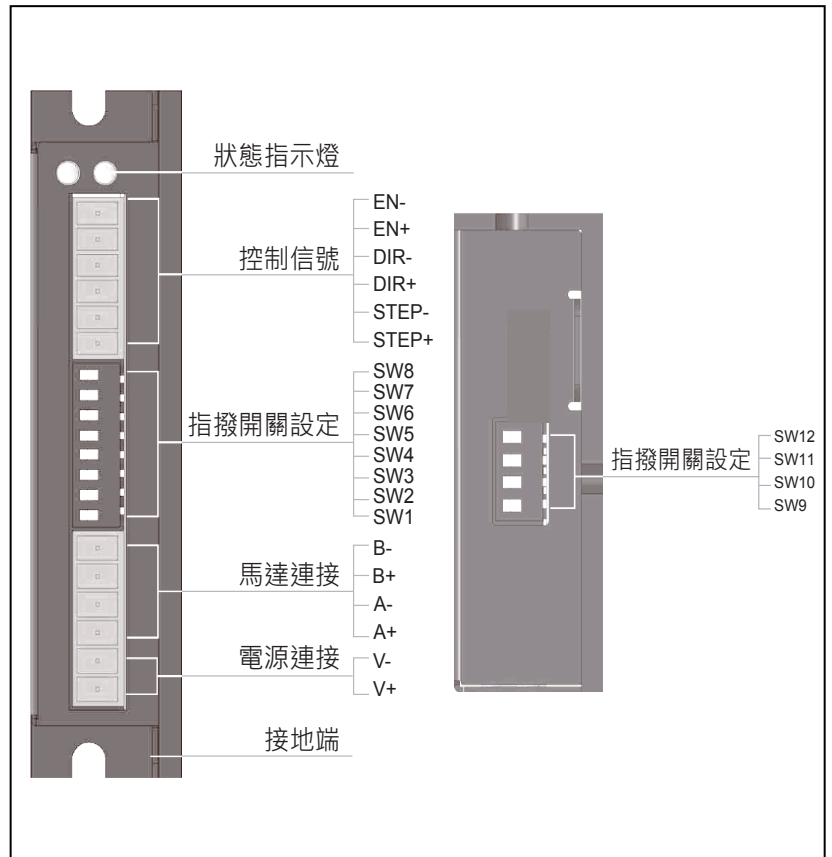 狀態指示燈
控制信號
EN-
EN+
DIR-
DIR+
STEP-
STEP+
指撥開關設定
SW8
SW7
SW6
SW5
SW4
SW3
SW2
SW1
馬達連接
B-
B+
A-
A+
電源連接
V-
V+
接地端
指撥開關設定
SW12
SW11
SW10
SW9